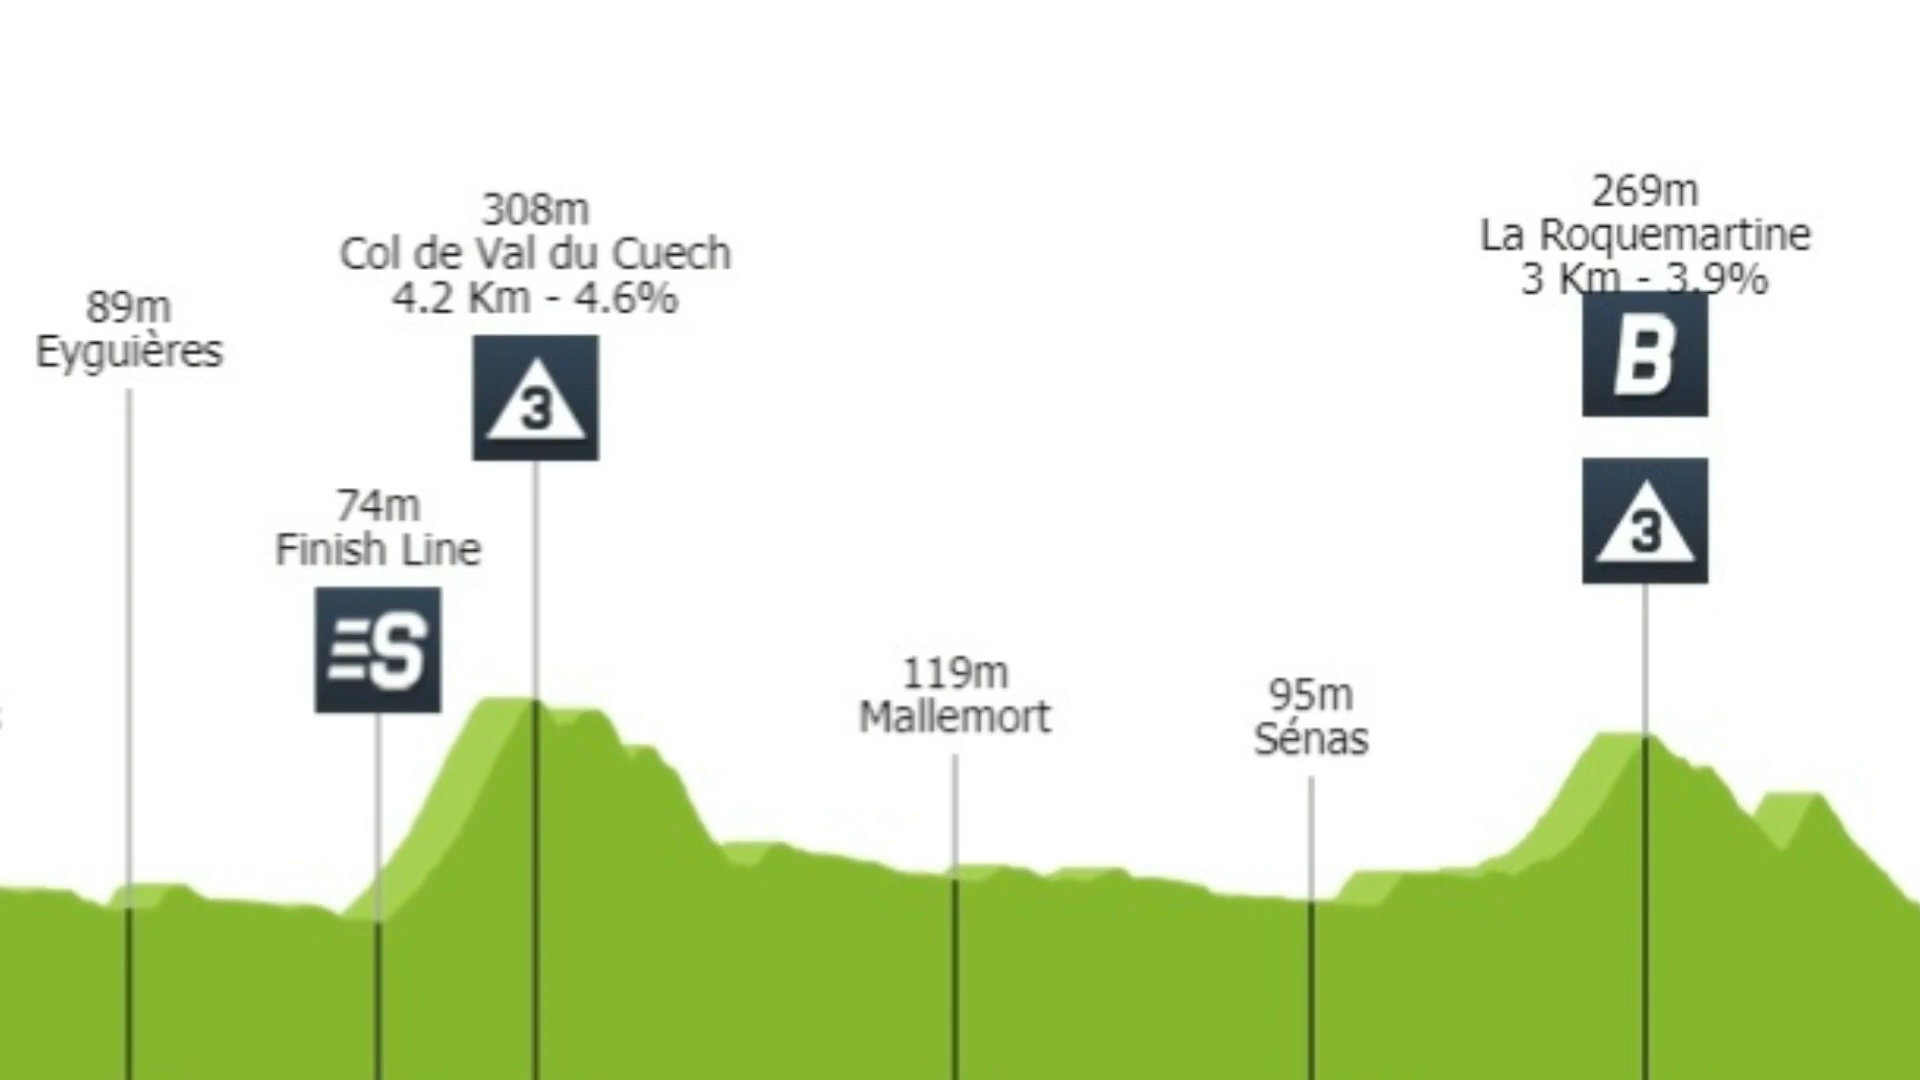 89m
Eyguières
74m
Finish Line
S
308m
Col de Val du Cuech
4.2 Km - 4.6%
3
119m
Mallemort
95m
Sénas
269m
La Roquemartine
3 Km - 3.9%
B
3